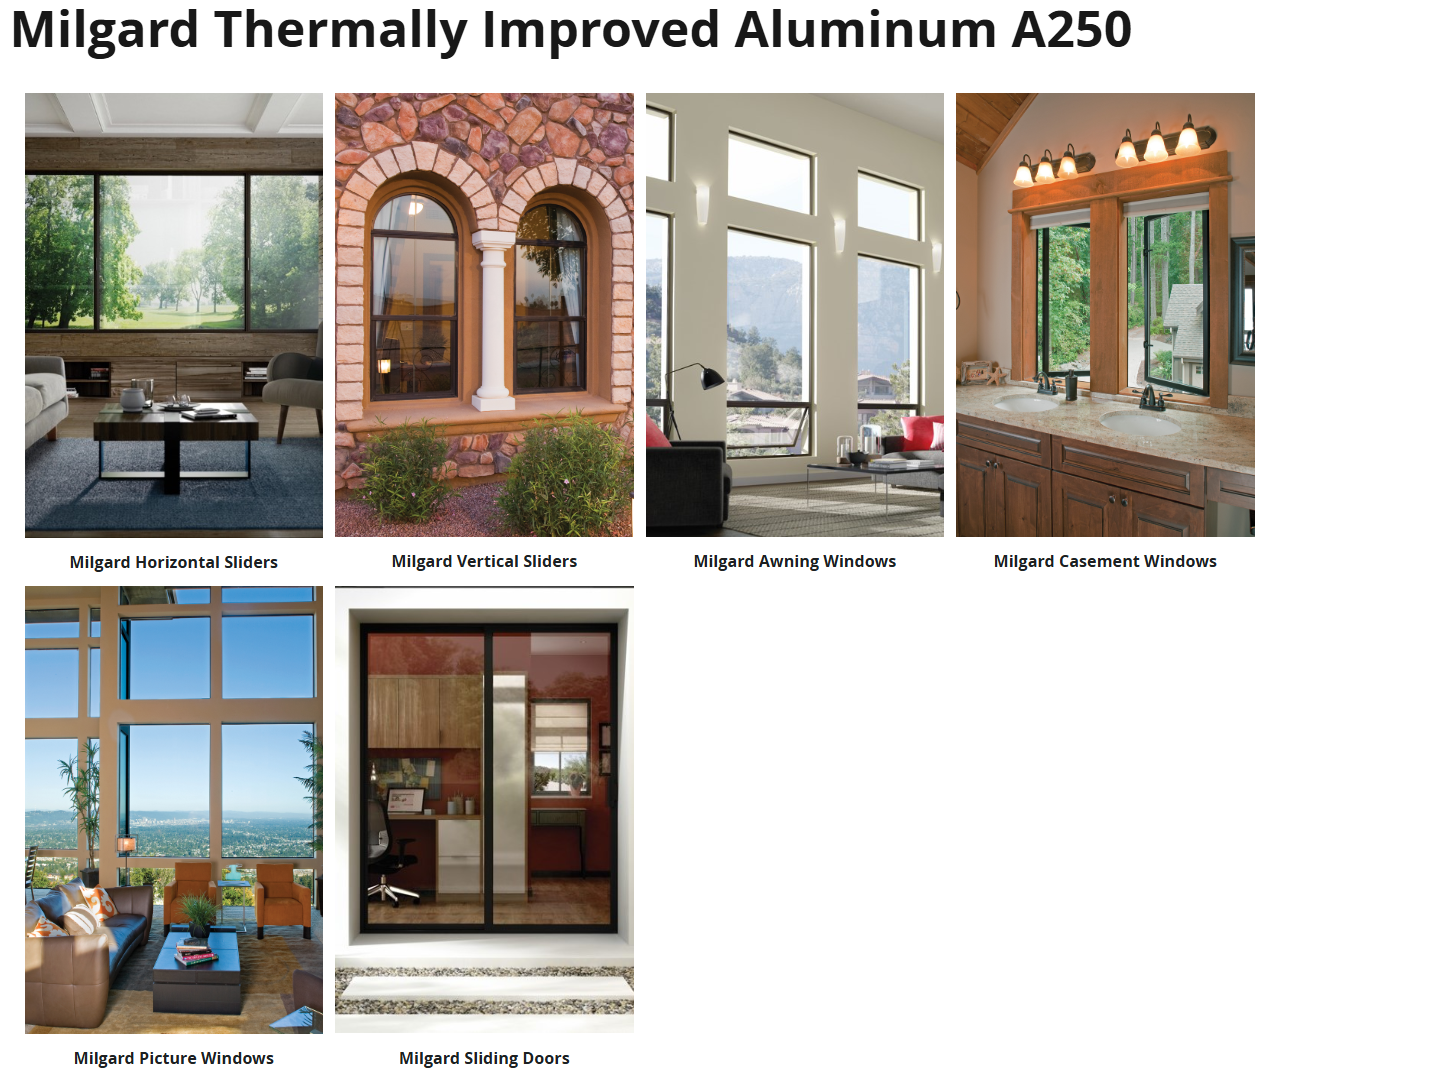 Milgard Thermally Improved Aluminum A250
Milgard Horizontal Sliders
Milgard Vertical Sliders
Milgard Awning Windows
Milgard Casement Windows
Milgard Picture Windows
Milgard Sliding Doors